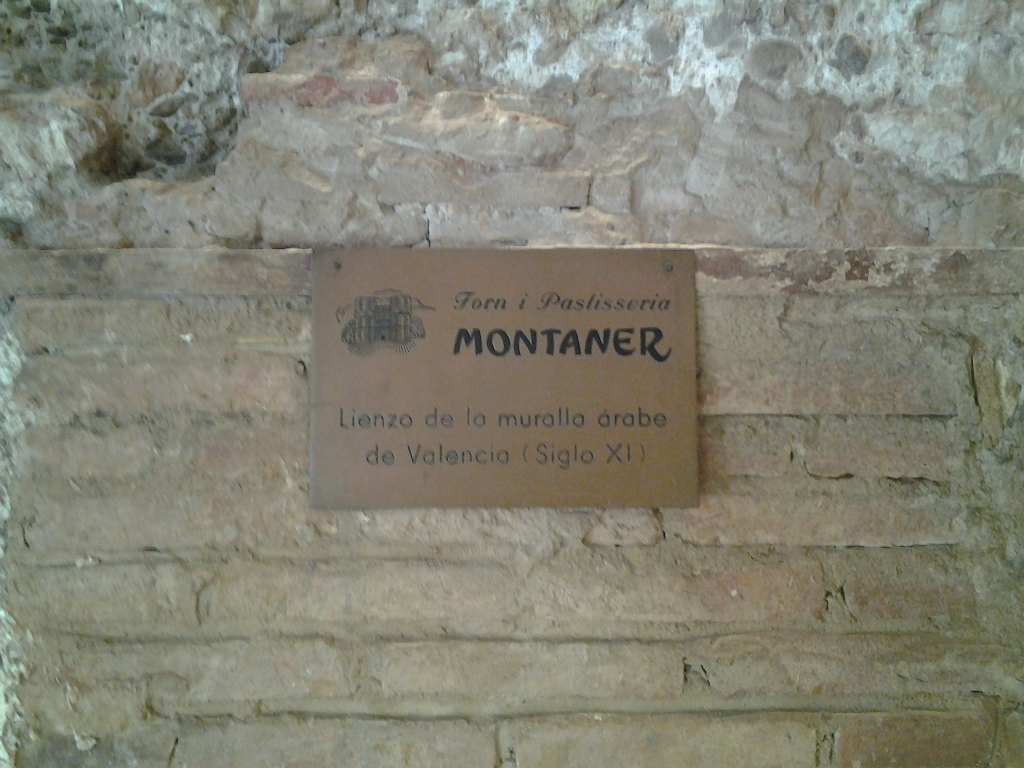 Forn i Pastisseria
MONTANER
Lienzo de la muralla árabe
de Valencia (Siglo XI)